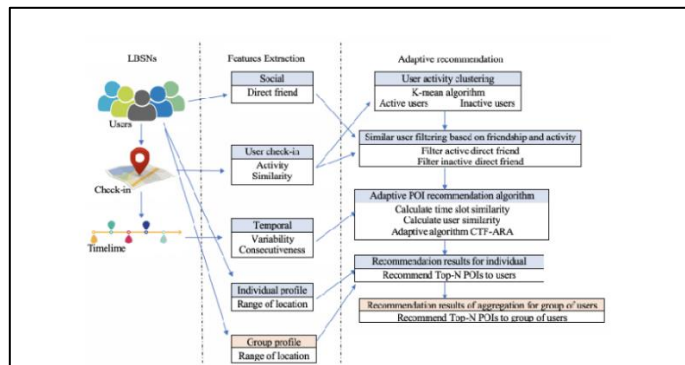 LBSNs
Features Extraction
Adaptive recommendation
Users
Check-in
Timelime
Social
Direct friend
User check-in
Activity
Similarity
Temporal
Variability
Consecutiveness
Individual profile
Range of location
Group profile
Range of location
User activity clustering
K-mean algorithm
Active users Inactive users
Similar user filtering based on friendship and activity
Filter active direct friend
Filter inactive direct friend
Adaptive POI recommendation algorithm
Calculate time slot similarity
Calculate user similarity
Adaptive algorithm CTF-ARA
Recommendation results for individual
Recommend Top-N POIs to users
Recommendation results of aggregation for group of users
Recommend Top-N POIs to group of users